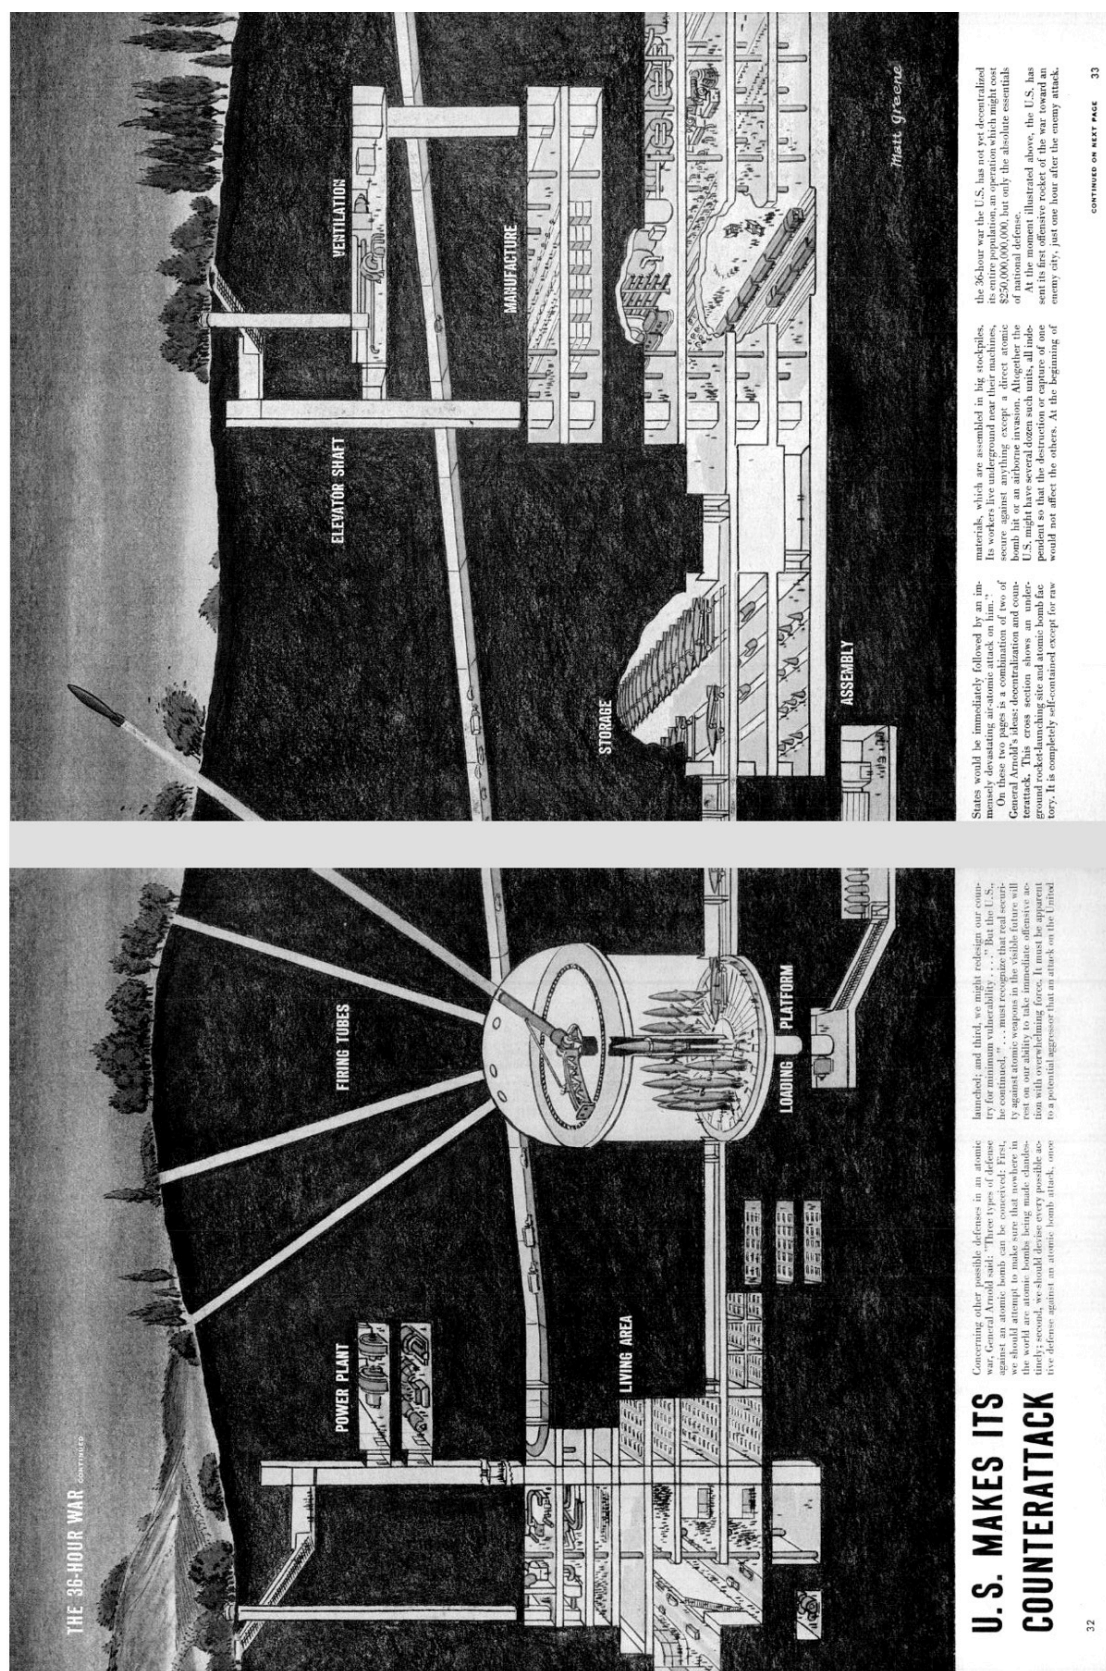 THE 36-HOUR WAR CONTINUED
POWER PLANT
FIRING TUBES
LIVING AREA
LOADING PLATFORM
ELEVATOR SHAFT
VENTILATION
MANUFACTURE
STORAGE
ASSEMBLY
Matt Greene
U.S. MAKES ITS
COUNTERATTACK
Concerning other possible defenses in an atomic
war, General Arnold said: "Three types of defense
against an atomic bomb can be conceived: First,
we should attempt to make sure that nowhere in
the world are atomic bombs being made clandes-
tinely; second, we should devise every possible ac-
tive defense against an atomic bomb attack, once
launched; and third, we might redesign our coun-
try for minimum vulnerability . . . ." But the U.S.,
he continued, " . . . must recognize that real securi-
ty against atomic weapons in the visible future will
rest on our ability to take immediate offensive ac-
tion with overwhelming force. It must be apparent
to a potential aggressor that an attack on the United
States would be immediately followed by an im-
mensely devastating air-atomic attack on him."
On these two pages is a combination of two of
General Arnold's ideas: decentralization and coun-
terattack. This cross section shows an under-
ground rocket-launching site and atomic bomb fac
tory. It is completely self-contained except for raw
materials, which are assembled in big stockpiles.
Its workers live underground near their machines,
secure against anything except a direct atomic
bomb hit or an airborne invasion. Altogether the
U.S. might have several dozen such units, all inde-
pendent so that the destruction or capture of one
would not affect the others. At the beginning of
the 36-hour war the U.S. has not yet decentralized
its entire population, an operation which might cost
$250,000,000,000, but only the absolute essentials
of national defense.
At the moment illustrated above, the U.S. has
sent its first offensive rocket of the war toward an
enemy city, just one hour after the enemy attack.
32
CONTINUED ON NEXT PAGE 33